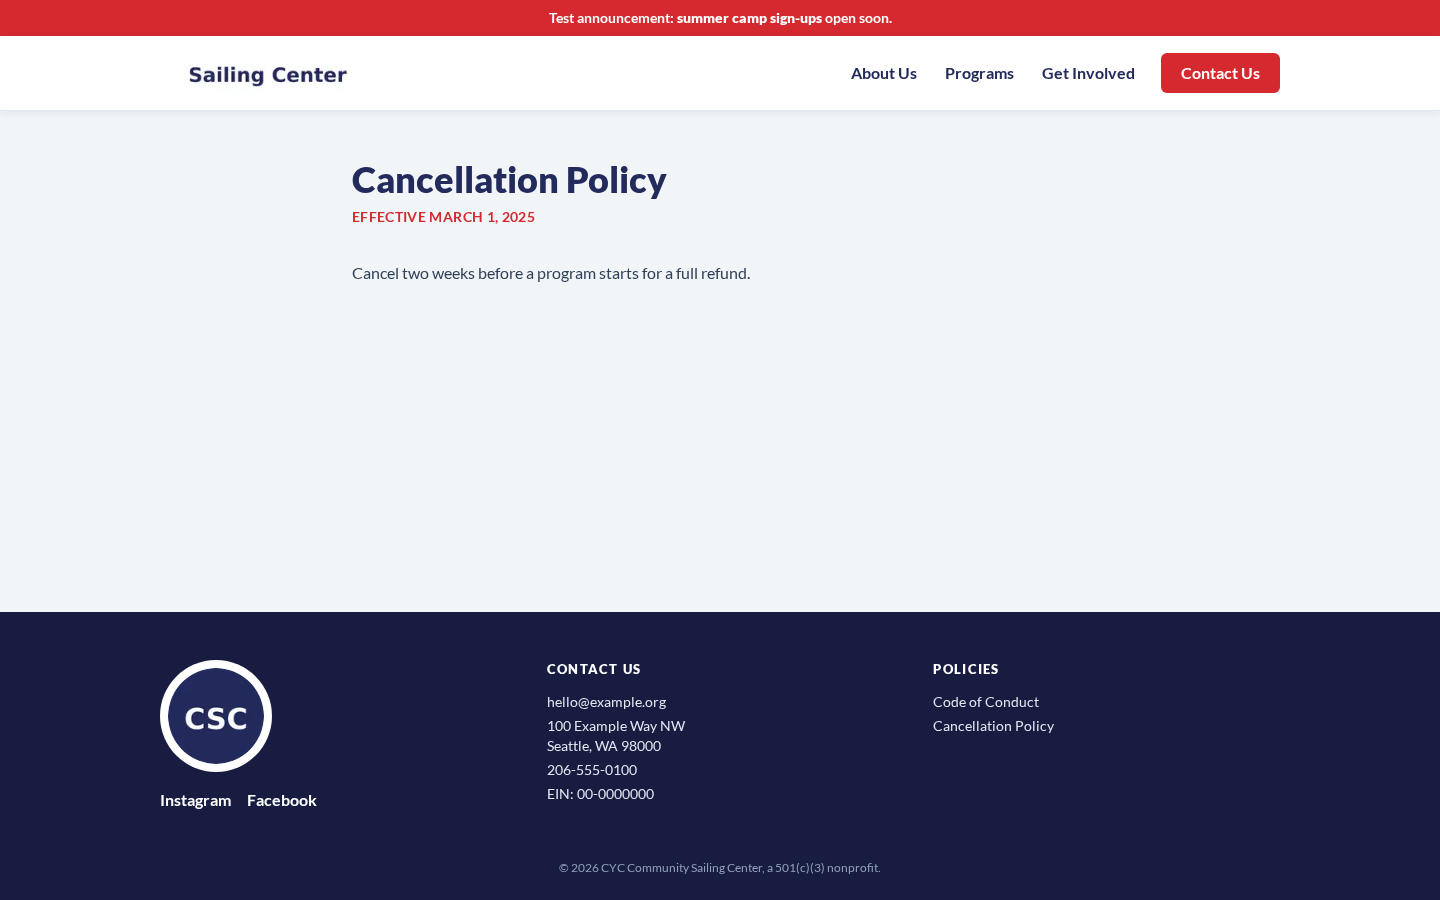 Test announcement: summer camp sign-ups open soon.
Sailing Center
About Us
Programs
Get Involved
Contact Us
Cancellation Policy
EFFECTIVE MARCH 1, 2025
Cancel two weeks before a program starts for a full refund.
CSC
Instagram
Facebook
CONTACT US
hello@example.org
100 Example Way NW
Seattle, WA 98000
206-555-0100
EIN: 00-0000000
POLICIES
Code of Conduct
Cancellation Policy
© 2026 CYC Community Sailing Center, a 501(c)(3) nonprofit.